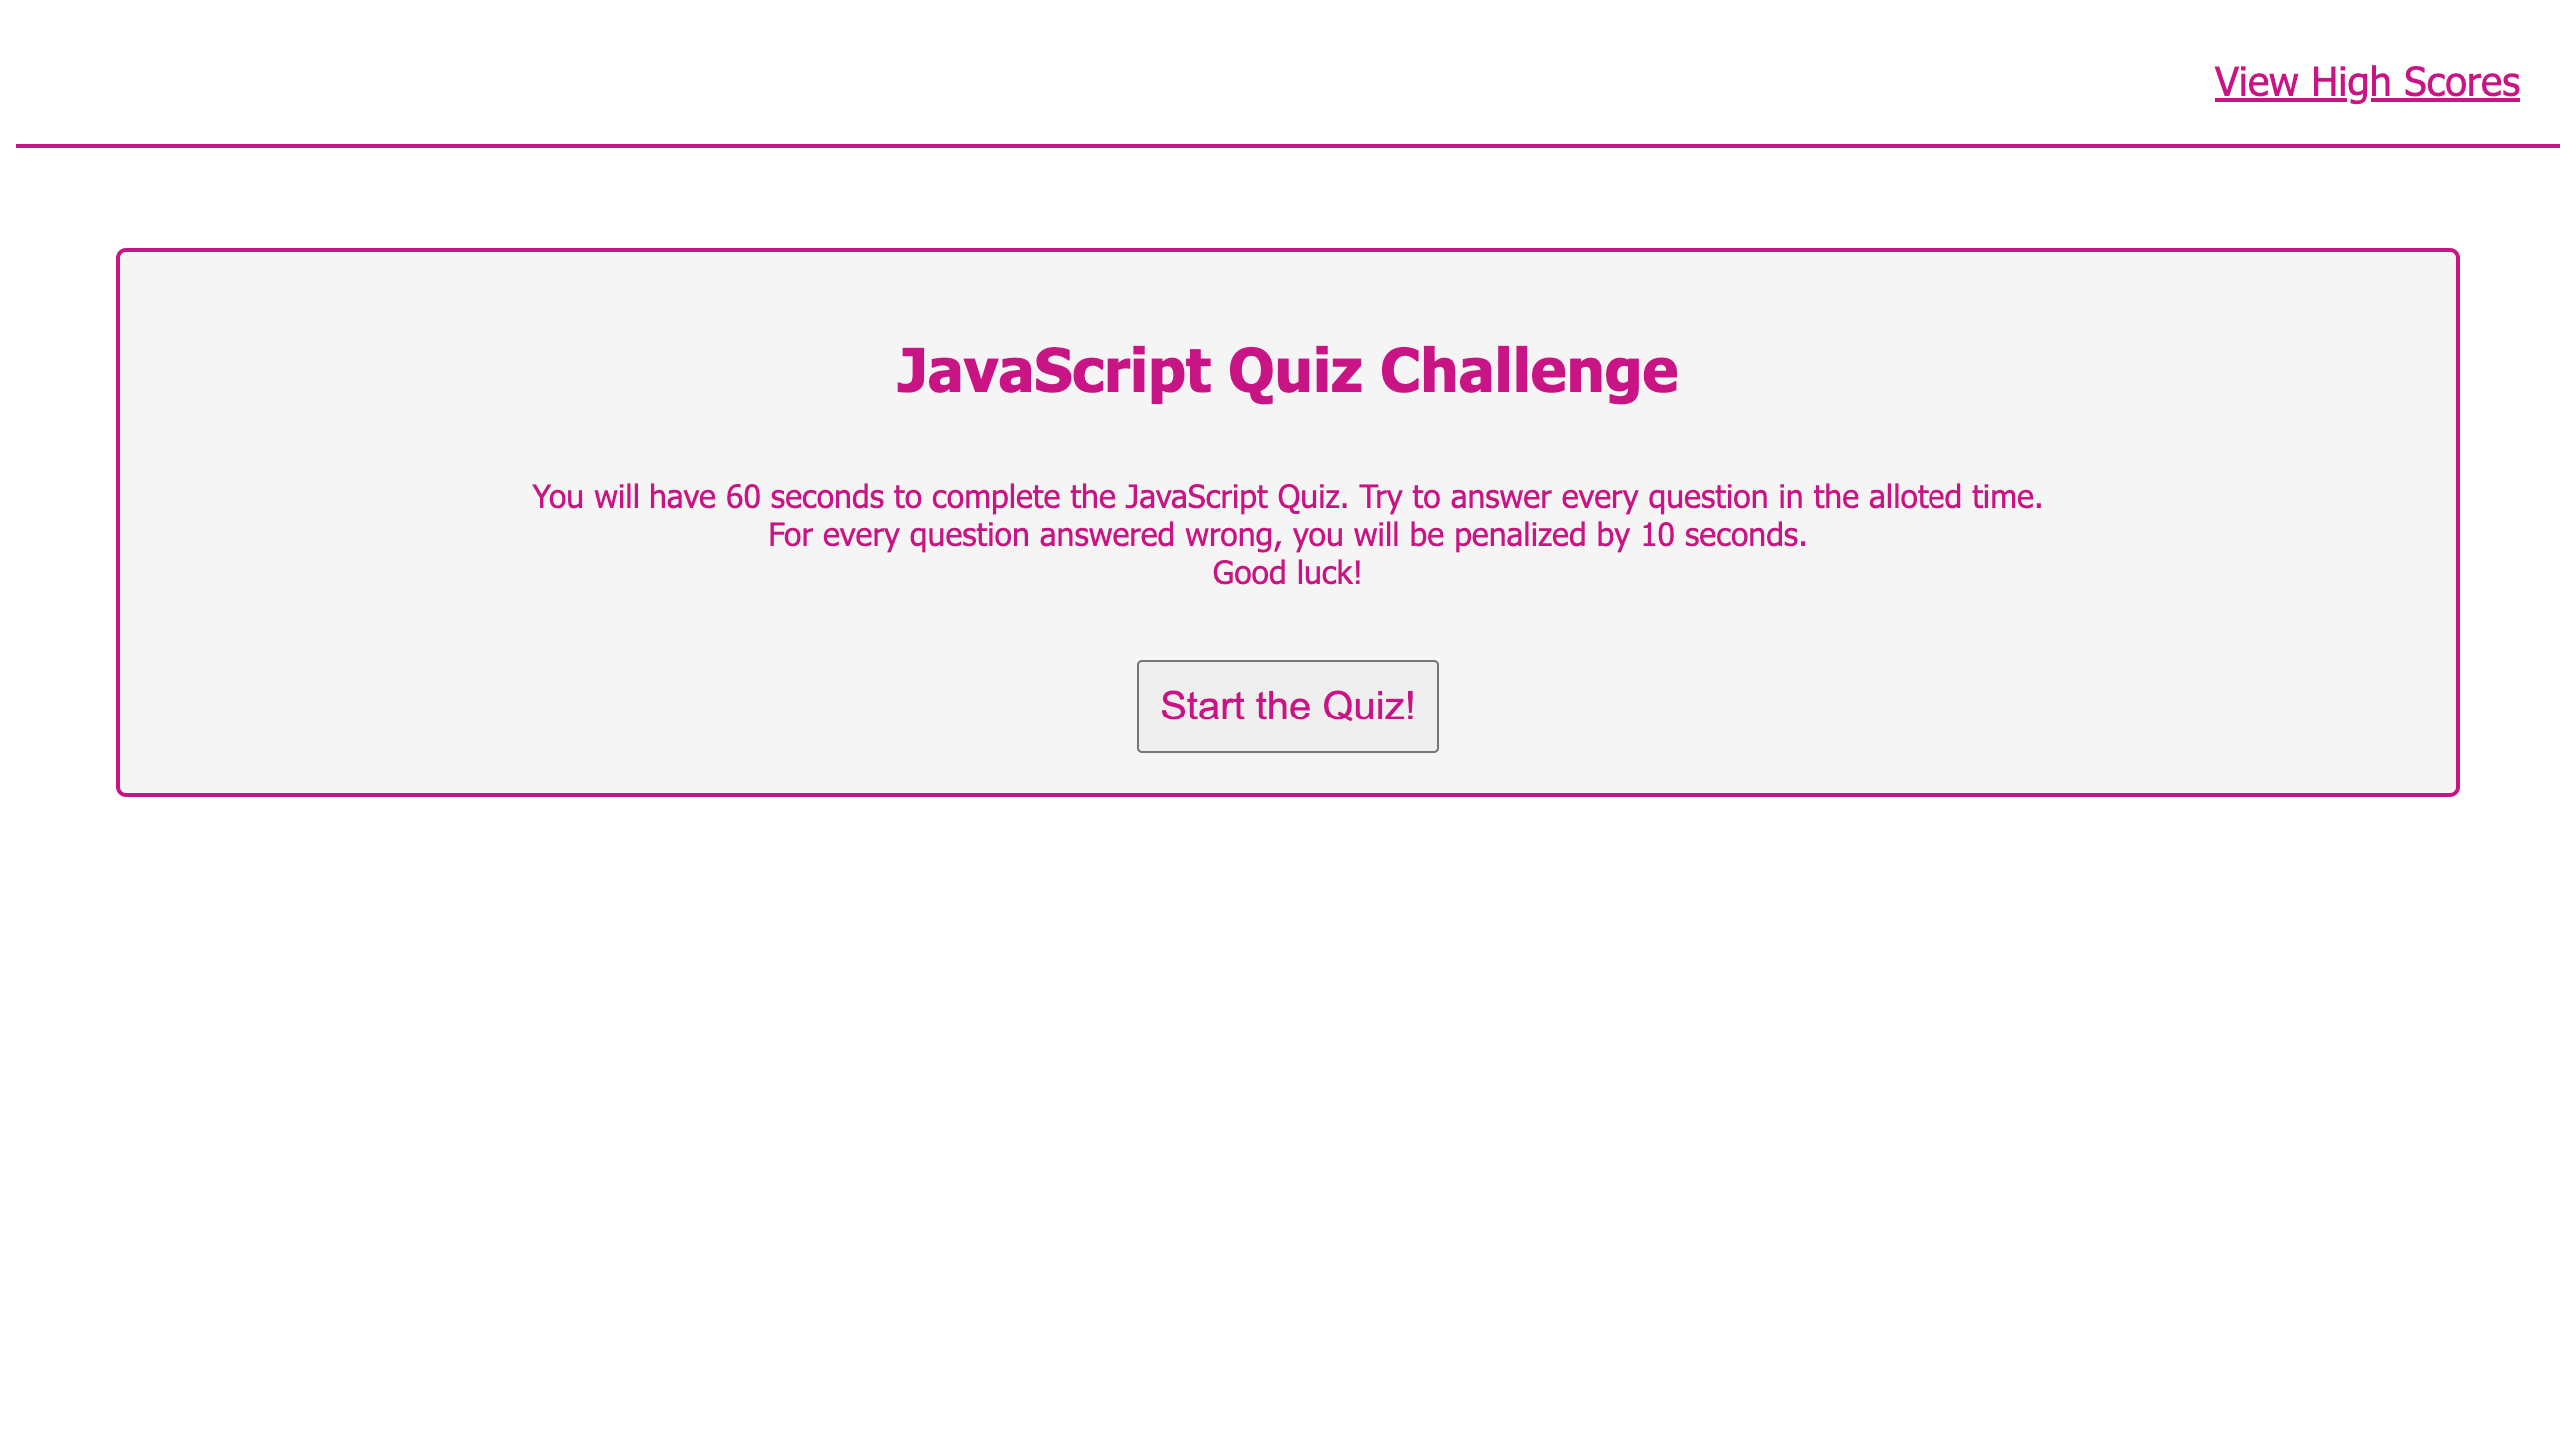 View High Scores
JavaScript Quiz Challenge
You will have 60 seconds to complete the JavaScript Quiz. Try to answer every question in the alloted time.
For every question answered wrong, you will be penalized by 10 seconds.
Good luck!
Start the Quiz!